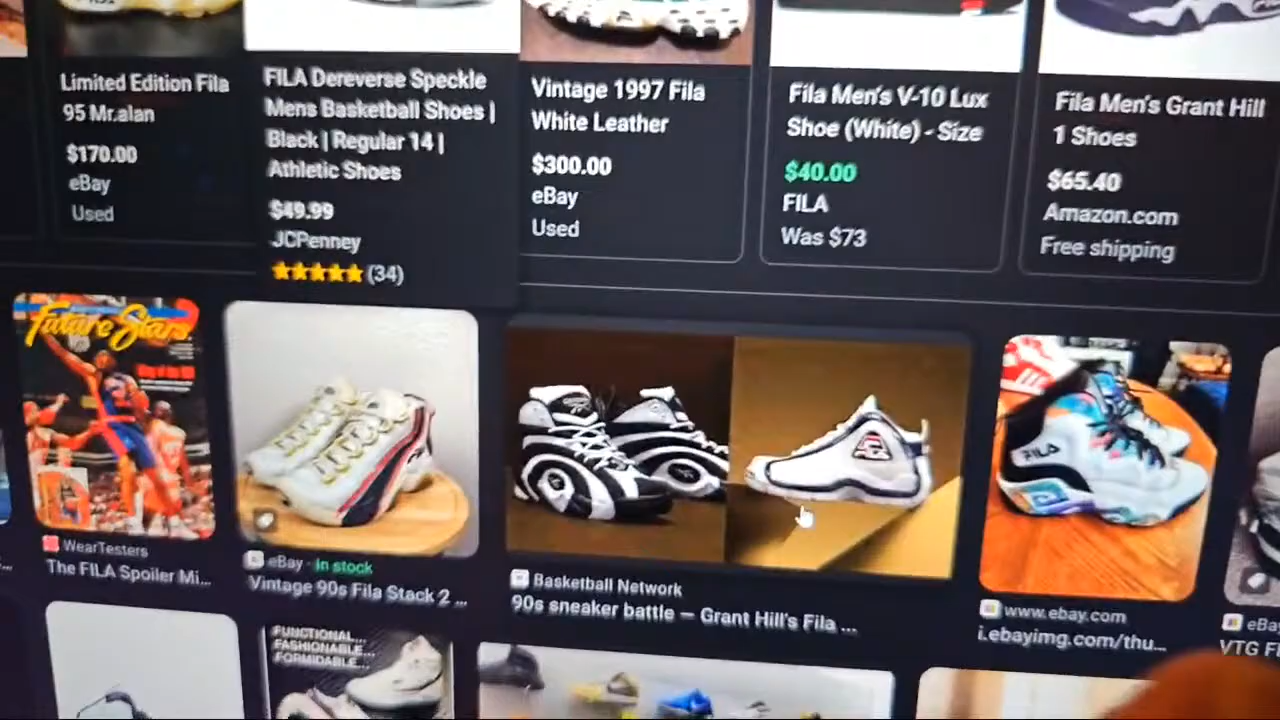 Limited Edition Fila
95 Mr.alan
$170.00
eBay
Used
FILA Dereverse Speckle
Mens Basketball Shoes |
Black | Regular 14 |
Athletic Shoes
$49.99
JCPenney
(34)
Vintage 1997 Fila
White Leather
$300.00
eBay
Used
Fila Men's V-10 Lux
Shoe (White) - Size
$40.00
FILA
Was $73
Fila Men's Grant Hill
1 Shoes
$65.40
Amazon.com
Free shipping
Future Stars
WearTesters
The FILA Spoiler Mi...
eBay · In stock
Vintage 90s Fila Stack 2 ...
Basketball Network
90s sneaker battle — Grant Hill's Fila ...
FILA
www.ebay.com
i.ebayimg.com/thu...
eBay
VTG FI
FUNCTIONAL...
FASHIONABLE...
FORMIDABLE...